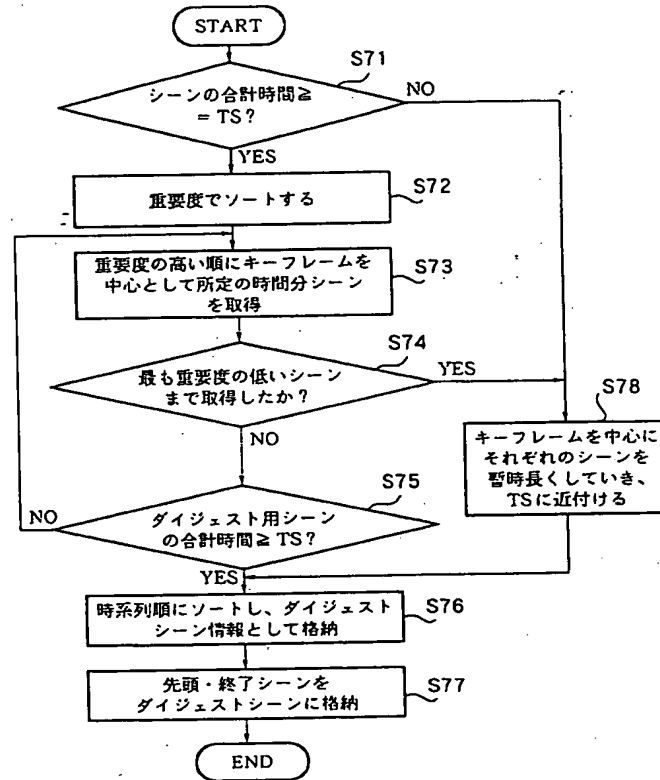 START
S71
シーンの合計時間≧
= TS?
NO
YES
S72
重要度でソートする
S73
重要度の高い順にキーフレームを
中心として所定の時間分シーン
を取得
S74
最も重要度の低いシーン
まで取得したか?
YES
NO
S78
キーフレームを中心に
それぞれのシーンを
暫時長くしていき、
TSに近付ける
S75
ダイジェスト用シーン
の合計時間≧TS?
NO
YES
S76
時系列順にソートし、ダイジェスト
シーン情報として格納
S77
先頭・終了シーンを
ダイジェストシーンに格納
END